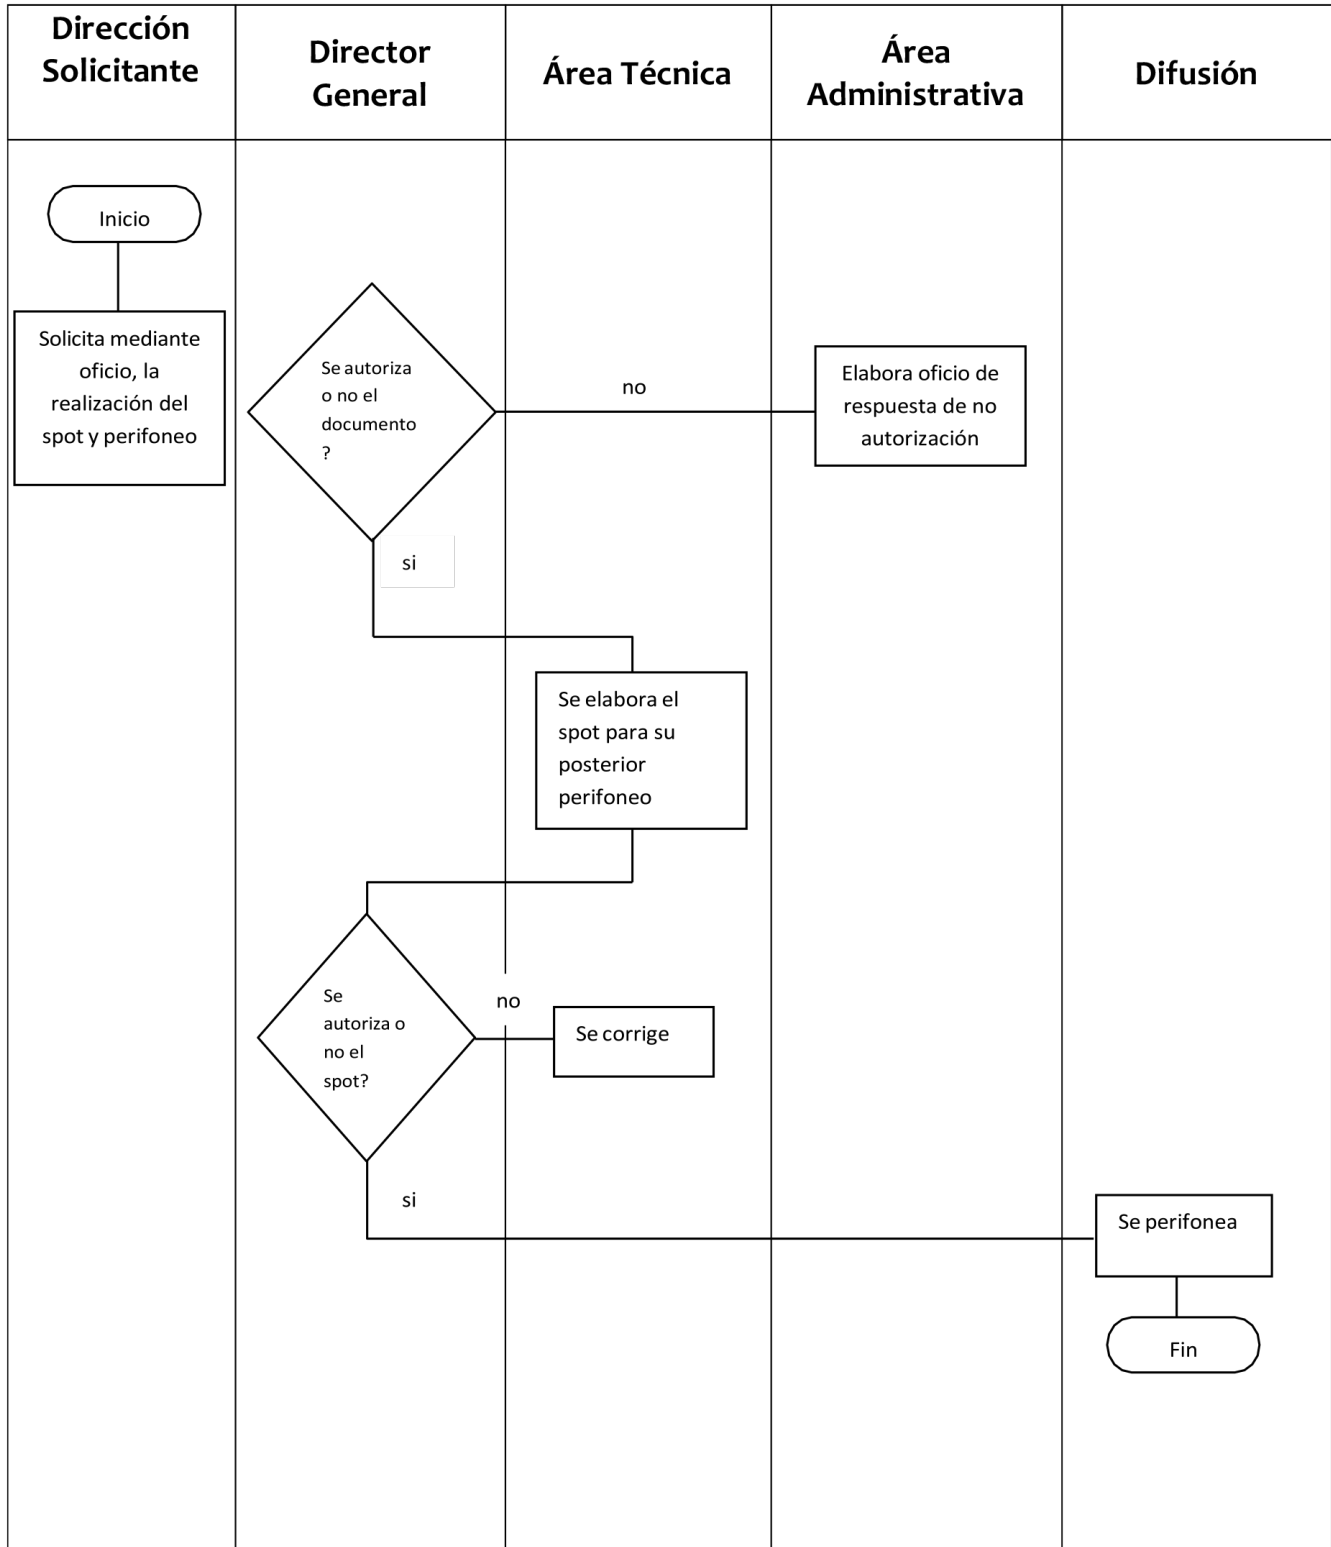 Dirección
Solicitante
Director
General
Área Técnica
Área
Administrativa
Difusión
Inicio
Solicita mediante
oficio, la
realización del
spot y perifoneo
Se autoriza
o no el
documento
?
no
Elabora oficio de
respuesta de no
autorización
si
Se elabora el
spot para su
posterior
perifoneo
Se
autoriza o
no el
spot?
no
Se corrige
si
Se perifonea
Fin